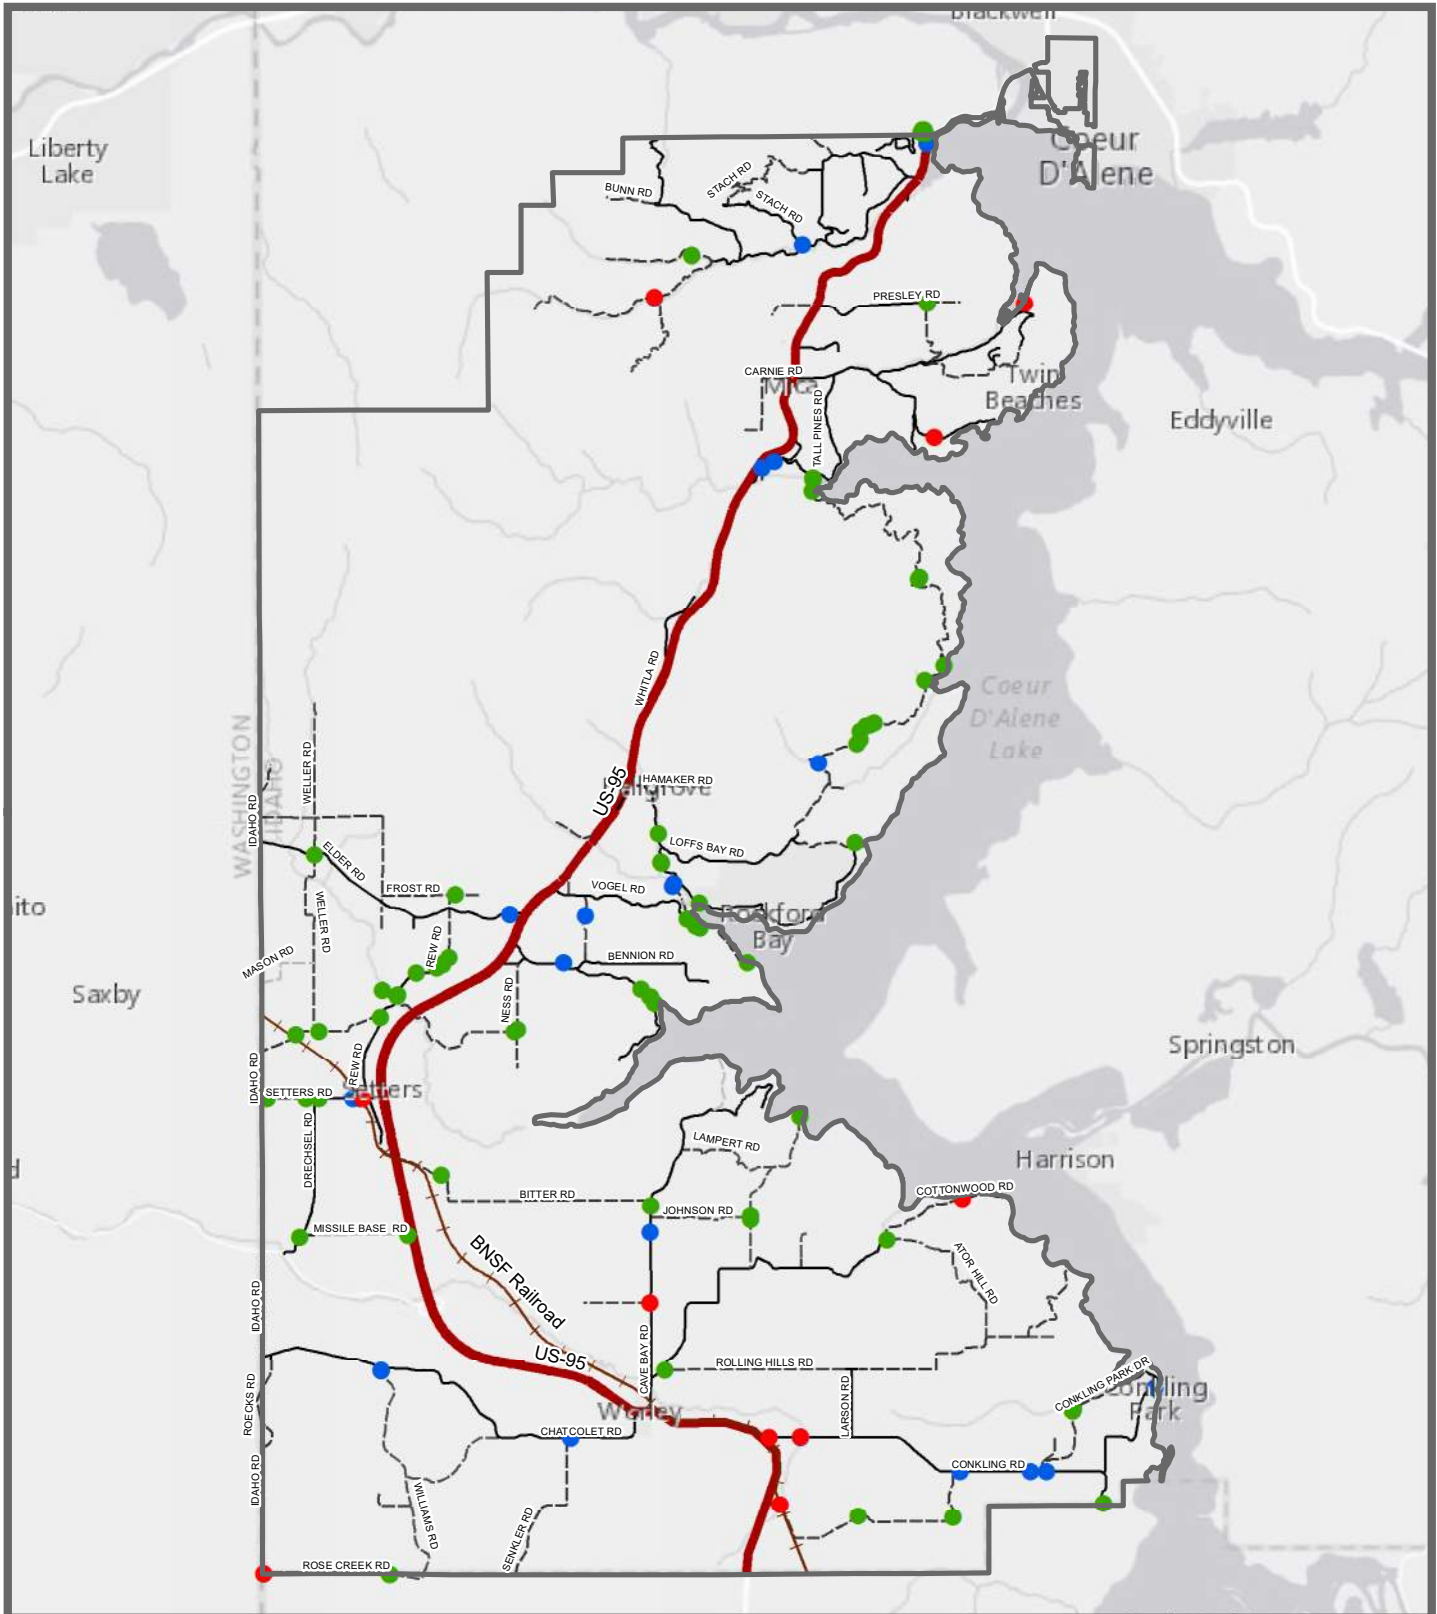 Blackwell
Liberty
Lake
Coeur
D'Alene
BUNN RD
STACH RD
STACH RD
PRESLEY RD
CARNIE RD
Mica
Twin
Beaches
TALL PINES RD
Eddyville
WHITLA RD
Coeur
D'Alene
Lake
WASHINGTON
IDAHO
WELLER RD
US-95
HAMAKER RD
IDAHO RD
ELDER RD
LOFFS BAY RD
FROST RD
VOGEL RD
WELLER RD
Rockford
Bay
REW RD
MASON RD
BENNION RD
Saxby
NESS RD
Springston
REW RD
IDAHO RD
SETTERS RD
Setters
DRECHSEL RD
LAMPERT RD
Harrison
BITTER RD
COTTONWOOD RD
JOHNSON RD
MISSILE BASE RD
BNSF Railroad
ATOR HILL RD
IDAHO RD
US-95
CAVE BAY RD
ROLLING HILLS RD
CONKLING PARK DR
Conkling
Park
ROECKS RD
LARSON RD
Worley
CHATCOLET RD
CONKLING RD
IDAHO RD
WILLIAMS RD
SENKLER RD
ROSE CREEK RD